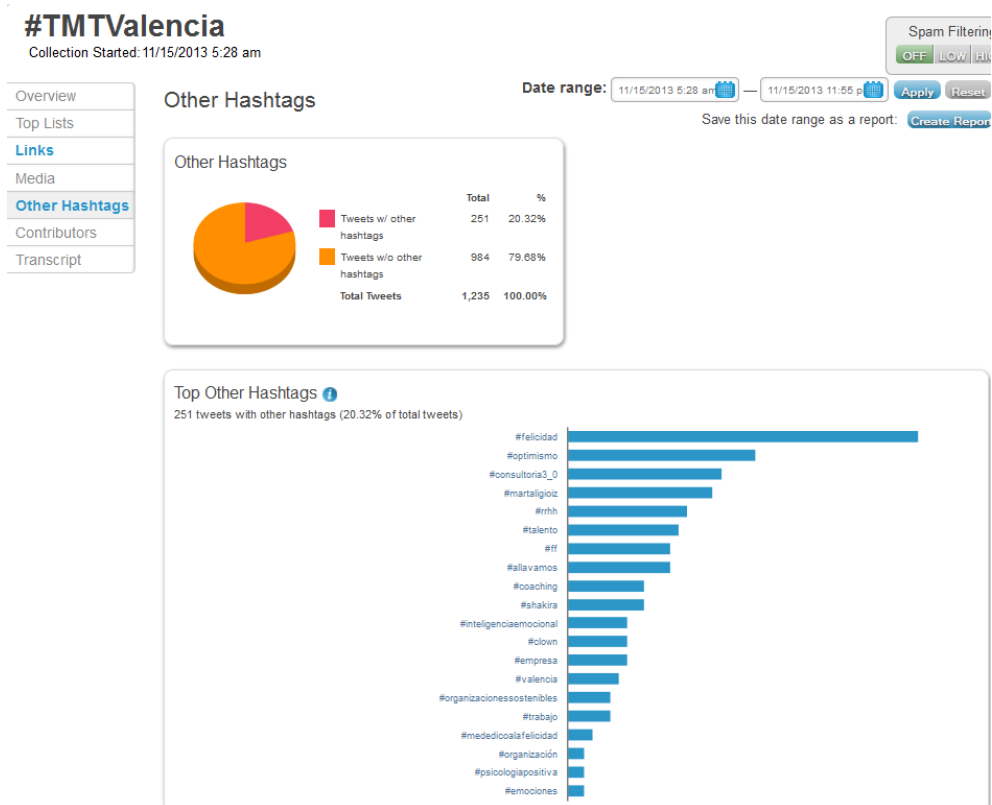 #TMTValencia
Collection Started: 11/15/2013 5:28 am
Spam Filtering
OFF LOW HIG
Overview
Top Lists
Links
Media
Other Hashtags
Contributors
Transcript
Other Hashtags
Date range: 11/15/2013 5:28 am — 11/15/2013 11:55 p Apply Reset
Save this date range as a report: Create Report
Other Hashtags
Total %
Tweets w/ other 251 20.32%
hashtags
Tweets w/o other 984 79.68%
hashtags
Total Tweets 1,235 100.00%
Top Other Hashtags
251 tweets with other hashtags (20.32% of total tweets)
#felicidad
#optimismo
#consultoria3_0
#martaligioiz
#rrhh
#talento
#ff
#allavamos
#coaching
#shakira
#inteligenciaemocional
#clown
#empresa
#valencia
#organizacionessostenibles
#trabajo
#mededicoalafelicidad
#organización
#psicologiapositiva
#emociones